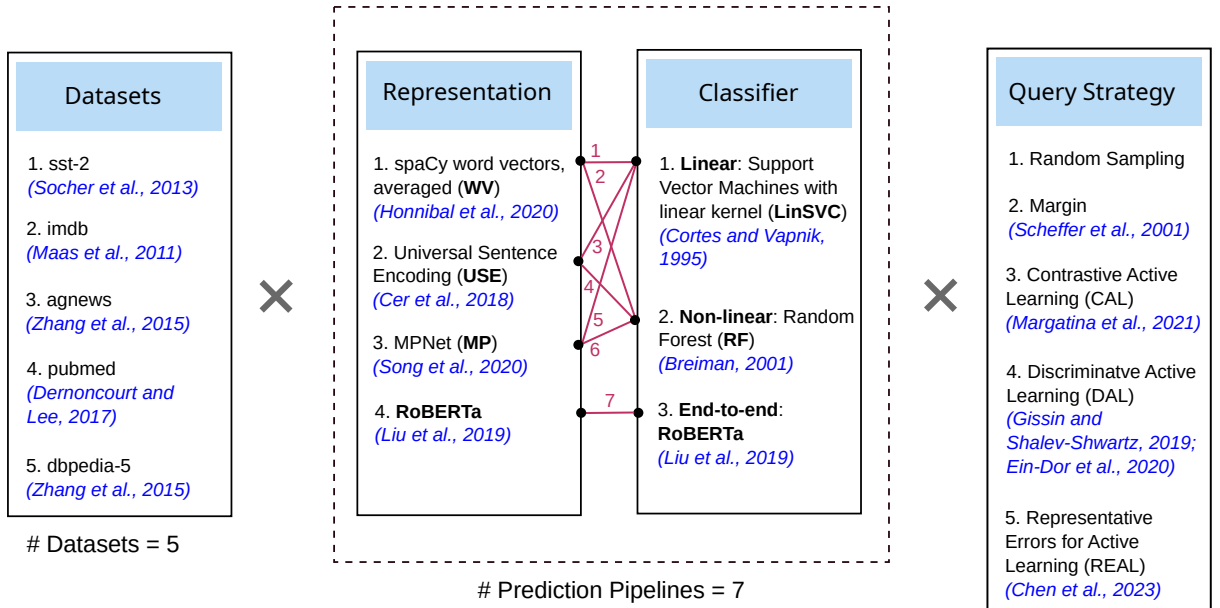 Datasets
1. sst-2
(Socher et al., 2013)
2. imdb
(Maas et al., 2011)
3. agnews
(Zhang et al., 2015)
4. pubmed
(Dernoncourt and
Lee, 2017)
5. dbpedia-5
(Zhang et al., 2015)
# Datasets = 5
Representation
1. spaCy word vectors,
averaged (WV)
(Honnibal et al., 2020)
2. Universal Sentence
Encoding (USE)
(Cer et al., 2018)
3. MPNet (MP)
(Song et al., 2020)
4. RoBERTa
(Liu et al., 2019)
1
2
3
4
5
6
7
Classifier
1. Linear: Support
Vector Machines with
linear kernel (LinSVC)
(Cortes and Vapnik,
1995)
2. Non-linear: Random
Forest (RF)
(Breiman, 2001)
3. End-to-end:
RoBERTa
(Liu et al., 2019)
# Prediction Pipelines = 7
Query Strategy
1. Random Sampling
2. Margin
(Scheffer et al., 2001)
3. Contrastive Active
Learning (CAL)
(Margatina et al., 2021)
4. Discriminatve Active
Learning (DAL)
(Gissin and
Shalev-Shwartz, 2019;
Ein-Dor et al., 2020)
5. Representative
Errors for Active
Learning (REAL)
(Chen et al., 2023)